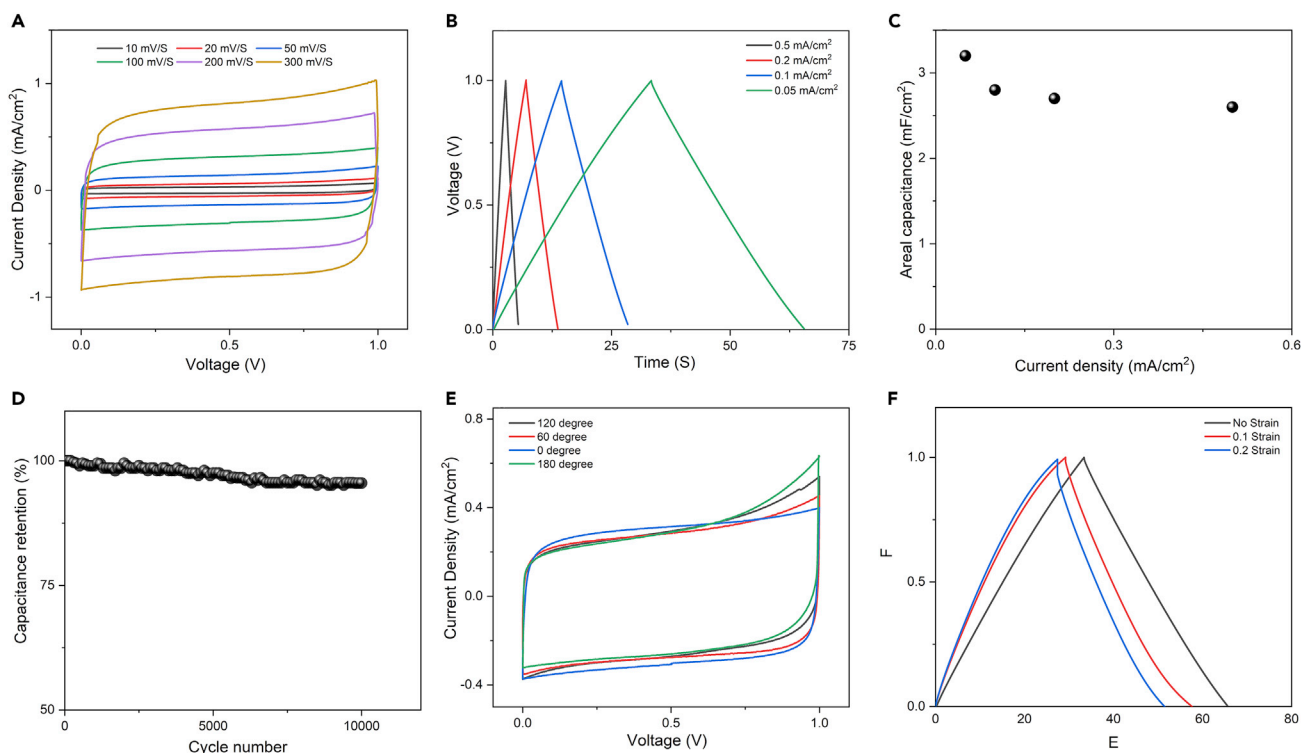 A
10 mV/S 20 mV/S 50 mV/S
100 mV/S 200 mV/S 300 mV/S
Current Density (mA/cm²)
1
0
-1
0.0 0.5 1.0
Voltage (V)
B
0.5 mA/cm²
0.2 mA/cm²
0.1 mA/cm²
0.05 mA/cm²
Voltage (V)
1.0
0.5
0.0
0 25 50 75
Time (S)
C
Areal capacitance (mF/cm²)
3
2
1
0
0.0 0.3 0.6
Current density (mA/cm²)
D
Capacitance retention (%)
100
75
50
0 5000 10000
Cycle number
E
120 degree
60 degree
0 degree
180 degree
Current Density (mA/cm²)
0.8
0.4
0.0
-0.4
0.0 0.5 1.0
Voltage (V)
F
No Strain
0.1 Strain
0.2 Strain
F
1.0
0.5
0.0
0 20 40 60 80
E